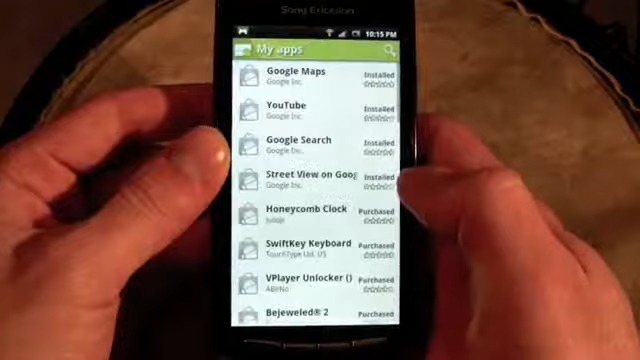 Sony Ericsson
10:15 PM
My apps
Google Maps
Google Inc.
Installed
YouTube
Google Inc.
Installed
Google Search
Google Inc.
Installed
Street View on Goog
Google Inc.
Installed
Honeycomb Clock
Purchased
SwiftKey Keyboard
TouchType Ltd, US
Purchased
VPlayer Unlocker ()
Purchased
Bejeweled® 2
Purchased